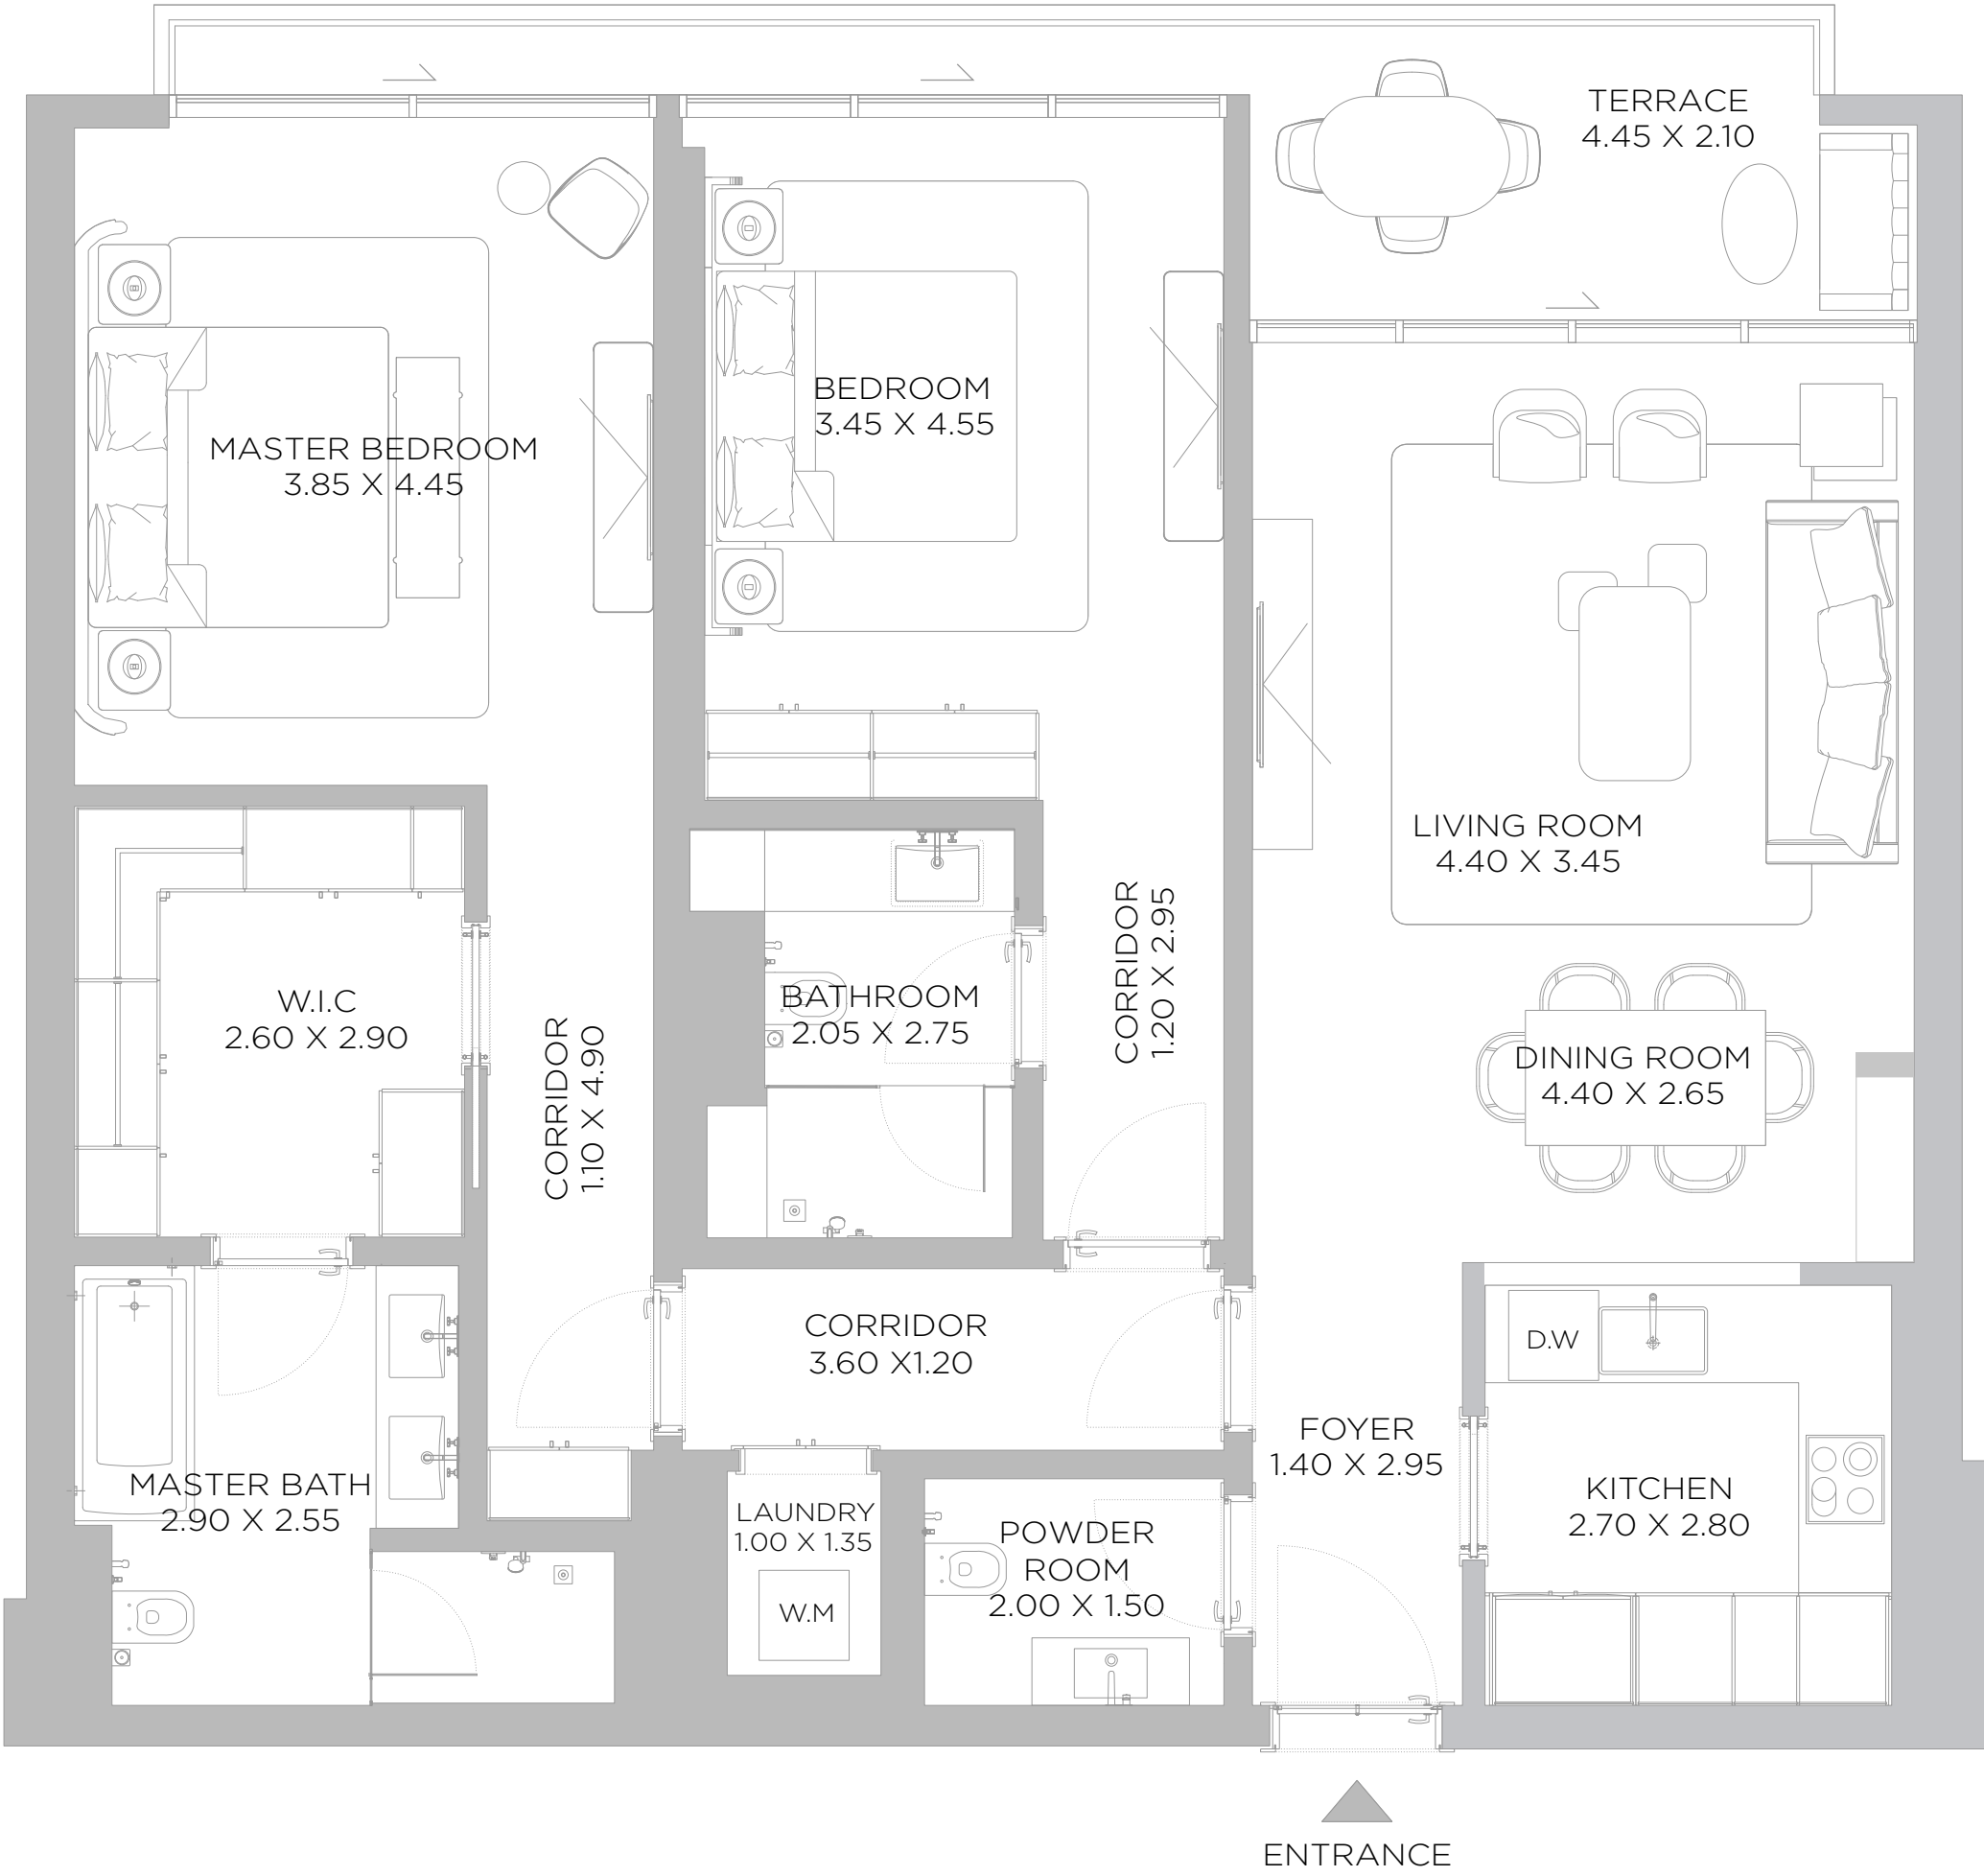 TERRACE
4.45 X 2.10
BEDROOM
3.45 X 4.55
MASTER BEDROOM
3.85 X 4.45
LIVING ROOM
4.40 X 3.45
CORRIDOR
1.20 X 2.95
W.I.C
2.60 X 2.90
BATHROOM
2.05 X 2.75
CORRIDOR
1.10 X 4.90
DINING ROOM
4.40 X 2.65
CORRIDOR
3.60 X1.20
D.W
FOYER
1.40 X 2.95
MASTER BATH
2.90 X 2.55
LAUNDRY
1.00 X 1.35
W.M
POWDER
ROOM
2.00 X 1.50
KITCHEN
2.70 X 2.80
ENTRANCE